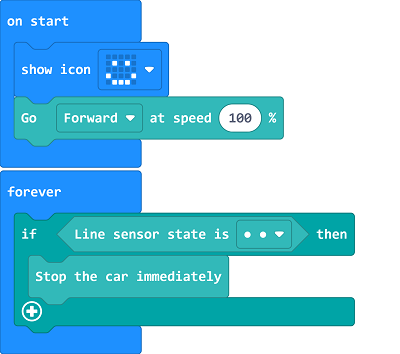 on start
show icon
Go Forward at speed 100 %
forever
if Line sensor state is then
Stop the car immediately